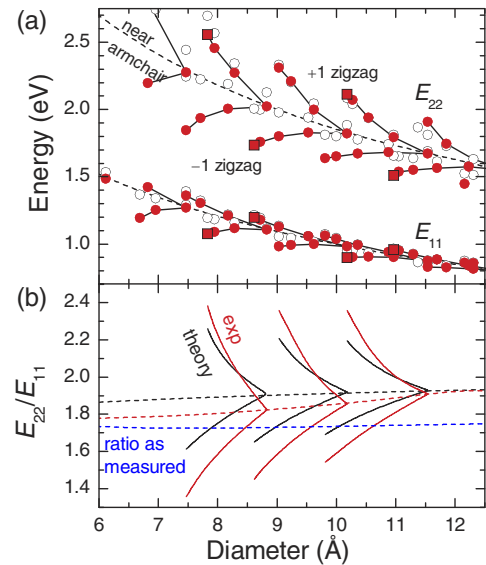 (a)
near
armchair
+1 zigzag
E22
−1 zigzag
E11
Energy (eV)
2.5
2.0
1.5
1.0
(b)
exp
theory
ratio as
measured
E22/E11
2.4
2.2
2.0
1.8
1.6
1.4
6 7 8 9 10 11 12
Diameter (Å)